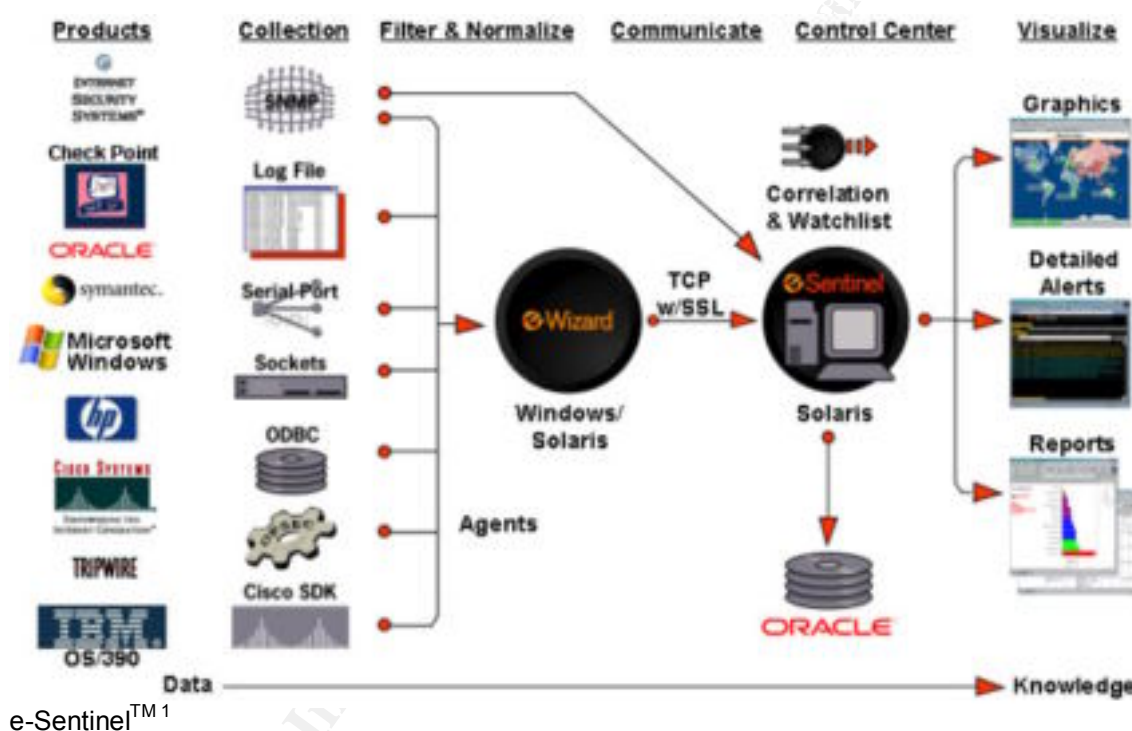 Products Collection Filter & Normalize Communicate Control Center Visualize
INTERNET
SECURITY
SYSTEMS
SNMP
Graphics
Check Point
Log File
Correlation
& Watchlist
ORACLE
Detailed
Alerts
symantec.
Serial Port
TCP
w/SSL
e-Sentinel
e-Wizard
Microsoft
Windows
Sockets
Windows/
Solaris
Solaris
hp
ODBC
Reports
CISCO SYSTEMS
OPSEC
Agents
TRIPWIRE
Cisco SDK
ORACLE
IBM
OS/390
Data Knowledge
e-Sentinel™ 1